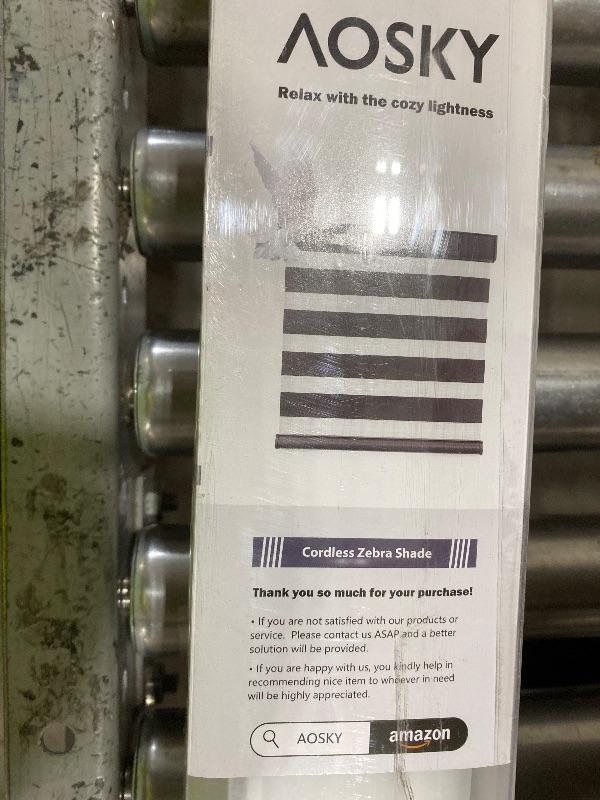 AOSKY
Relax with the cozy lightness
Cordless Zebra Shade
Thank you so much for your purchase!
• If you are not satisfied with our products or
service. Please contact us ASAP and a better
solution will be provided.
• If you are happy with us, you kindly help in
recommending nice item to whoever in need
will be highly appreciated.
AOSKY amazon